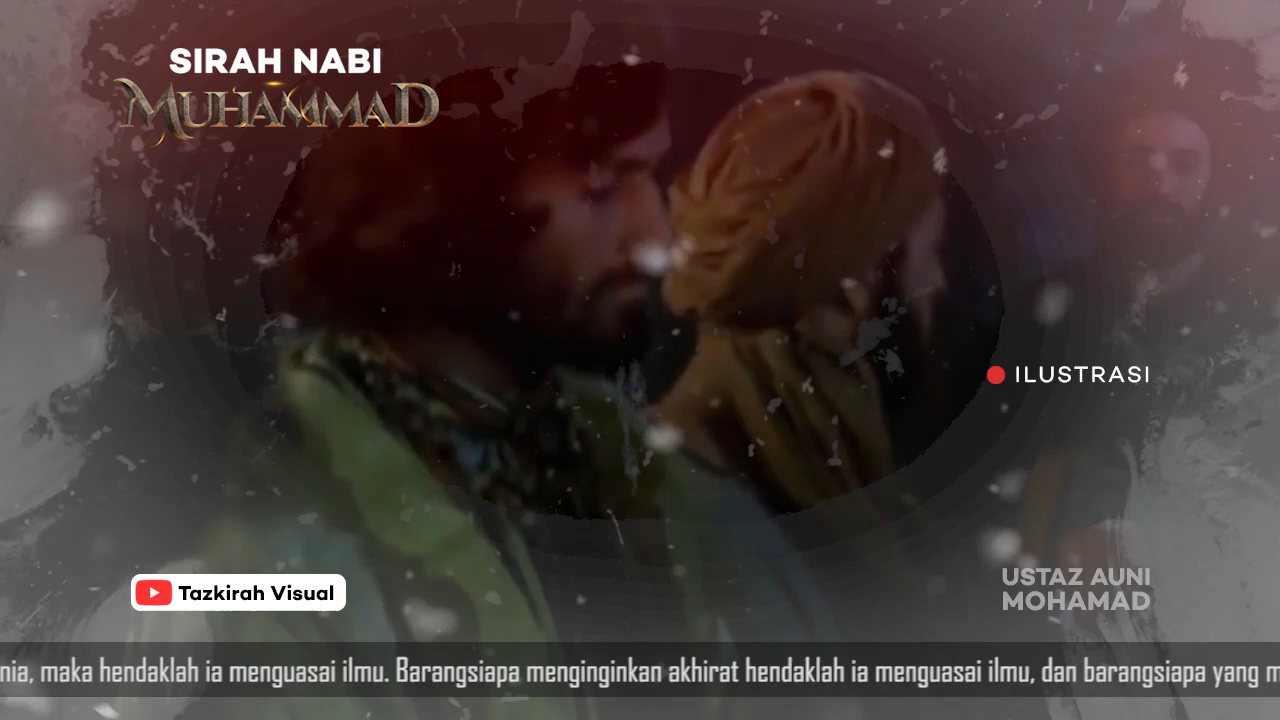 SIRAH NABI
MUHAMMAD
ILUSTRASI
Tazkirah Visual
USTAZ AUNI
MOHAMAD
nia, maka hendaklah ia menguasai ilmu. Barangsiapa menginginkan akhirat hendaklah ia menguasai ilmu, dan barangsiapa yang m